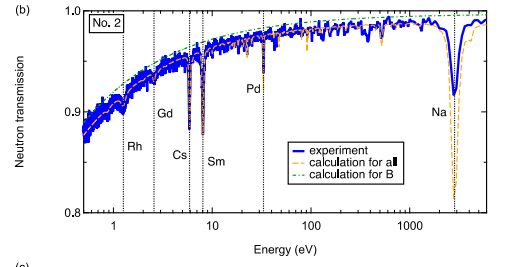 (b)
No. 2
1.0
0.9
0.8
Neutron transmission
Rh
Gd
Cs
Sm
Pd
Na
experiment
calculation for all
calculation for B
1
10
100
1000
Energy (eV)